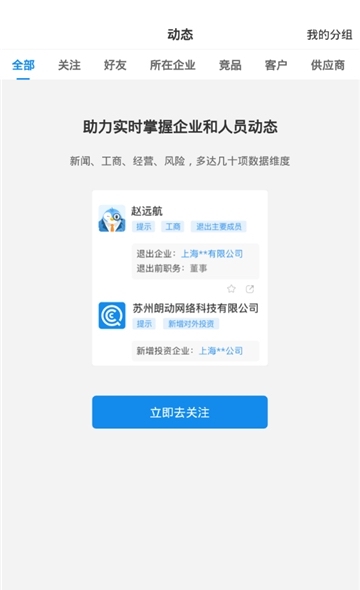 动态
我的分组
全部 关注 好友 所在企业 竞品 客户 供应商
助力实时掌握企业和人员动态
新闻、工商、经营、风险，多达几十项数据维度
赵远航
提示 工商 退出主要成员
退出企业：上海**有限公司
退出前职务：董事
苏州朗动网络科技有限公司
提示 新增对外投资
新增投资企业：上海**公司
立即去关注